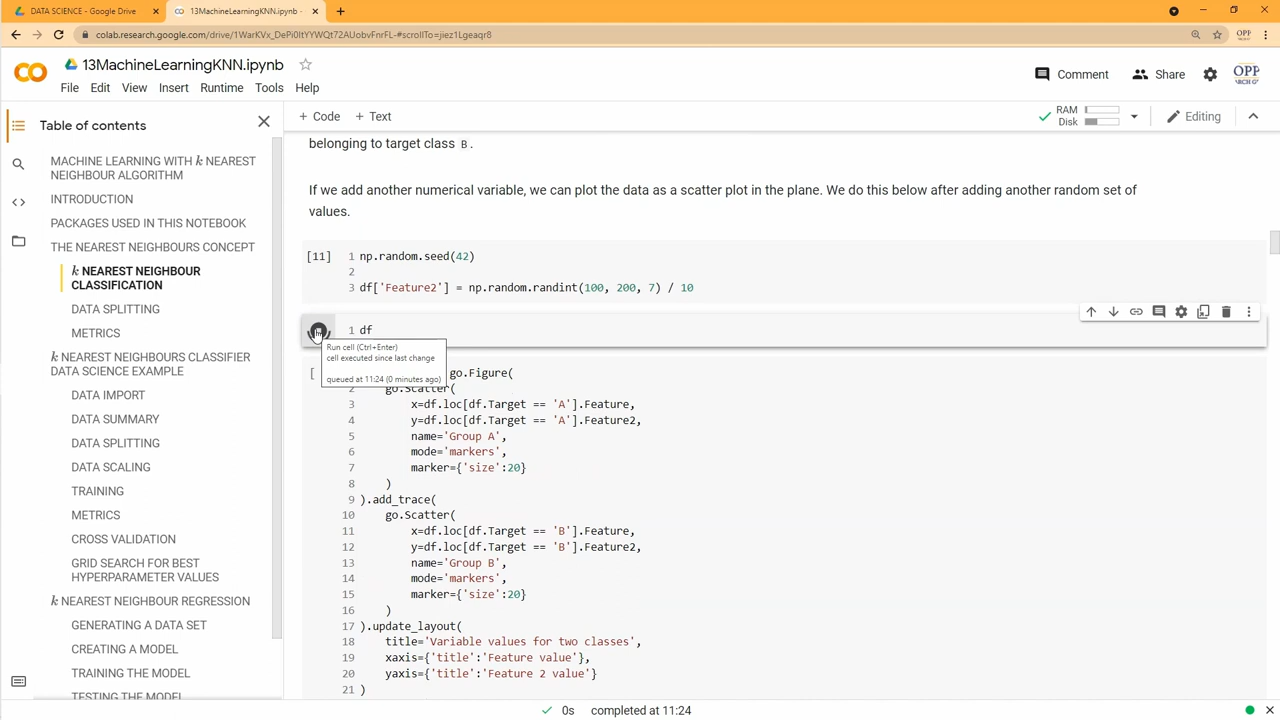 DATA SCIENCE - Google Drive
13MachineLearningKNN.ipynb -
colab.research.google.com/drive/1WarKVx_DePi0ItYYWQt72AUobvFnrFL-#scrollTo=jiez1Lgeaqr8
13MachineLearningKNN.ipynb
File Edit View Insert Runtime Tools Help
Comment
Share
OPP
Table of contents
+ Code + Text
RAM
Disk
Editing
MACHINE LEARNING WITH k NEAREST
NEIGHBOUR ALGORITHM
INTRODUCTION
PACKAGES USED IN THIS NOTEBOOK
THE NEAREST NEIGHBOURS CONCEPT
k NEAREST NEIGHBOUR
CLASSIFICATION
DATA SPLITTING
METRICS
k NEAREST NEIGHBOURS CLASSIFIER
DATA SCIENCE EXAMPLE
DATA IMPORT
DATA SUMMARY
DATA SPLITTING
DATA SCALING
TRAINING
METRICS
CROSS VALIDATION
GRID SEARCH FOR BEST
HYPERPARAMETER VALUES
k NEAREST NEIGHBOUR REGRESSION
GENERATING A DATA SET
CREATING A MODEL
TRAINING THE MODEL
TESTING THE MODEL
belonging to target class B.
If we add another numerical variable, we can plot the data as a scatter plot in the plane. We do this below after adding another random set of
values.
[11] 1 np.random.seed(42)
2
3 df['Feature2'] = np.random.randint(100, 200, 7) / 10
1 df
Run cell (Ctrl+Enter)
cell executed since last change
queued at 11:24 (0 minutes ago)
[ go.Figure(
2 go.Scatter(
3 x=df.loc[df.Target == 'A'].Feature,
4 y=df.loc[df.Target == 'A'].Feature2,
5 name='Group A',
6 mode='markers',
7 marker={'size':20}
8 )
9 ).add_trace(
10 go.Scatter(
11 x=df.loc[df.Target == 'B'].Feature,
12 y=df.loc[df.Target == 'B'].Feature2,
13 name='Group B',
14 mode='markers',
15 marker={'size':20}
16 )
17 ).update_layout(
18 title='Variable values for two classes',
19 xaxis={'title':'Feature value'},
20 yaxis={'title':'Feature 2 value'}
21 )
0s completed at 11:24